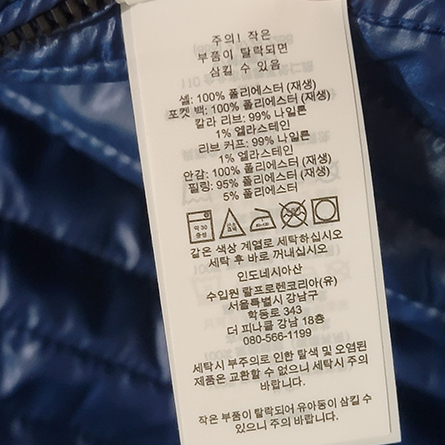 주의! 작은
부품이 탈락되면
삼킬 수 있음
셸: 100% 폴리에스터 (재생)
포켓 백: 100% 폴리에스터 (재생)
칼라 리브: 99% 나일론
1% 엘라스테인
리브 커프: 99% 나일론
1% 엘라스테인
안감: 100% 폴리에스터 (재생)
필링: 95% 폴리에스터 (재생)
5% 폴리에스터
약 30
중성
같은 색상 계열로 세탁하십시오
세탁 후 바로 꺼내십시오
인도네시아산
수입원 랄프로렌코리아(유)
서울특별시 강남구
학동로 343
더 피나클 강남 18층
080-566-1199
세탁시 부주의로 인한 탈색 및 오염된
제품은 교환할 수 없으니 세탁시 주의
바랍니다.
작은 부품이 탈락되어 유아동이 삼킬 수
있으니 주의 바랍니다.